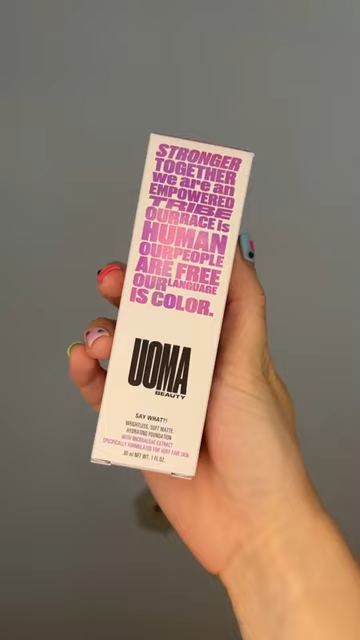 STRONGER
TOGETHER
we are an
EMPOWERED
TRIBE
OUR RACE is
HUMAN
OUR PEOPLE
ARE FREE
OUR LANGUAGE
IS COLOR.
UOMA
BEAUTY
SAY WHAT?!
WEIGHTLESS, SOFT MATTE,
HYDRATING FOUNDATION
WITH MICROALGAE EXTRACT
SPECIFICALLY FORMULATED FOR VERY FAIR SKIN
30 ml NET WT. 1 FL OZ.